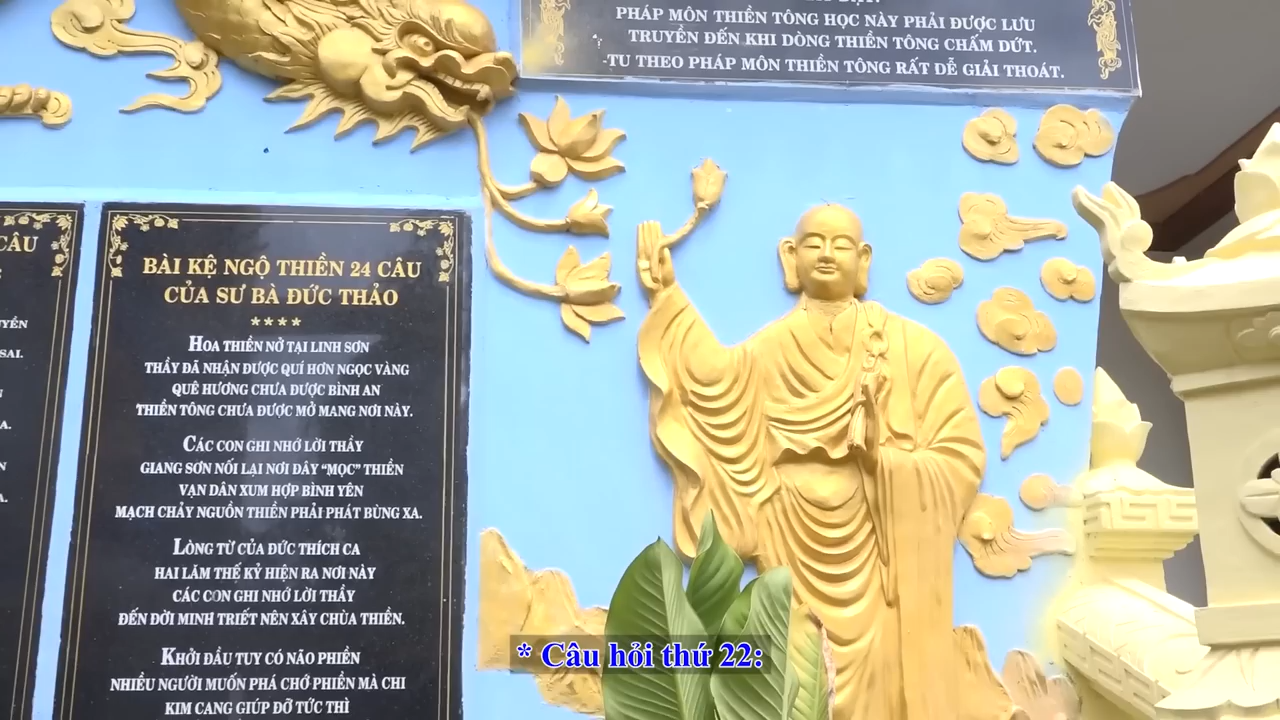 PHÁP MÔN THIỀN TÔNG HỌC NÀY PHẢI ĐƯỢC LƯU
TRUYỀN ĐẾN KHI DÒNG THIỀN TÔNG CHẤM DỨT.
-TU THEO PHÁP MÔN THIỀN TÔNG RẤT DỄ GIẢI THOÁT.
CÂU
SAI.
BÀI KỆ NGỘ THIỀN 24 CÂU
CỦA SƯ BÀ ĐỨC THẢO
****
HOA THIỀN NỞ TẠI LINH SƠN
THẦY ĐÃ NHẬN ĐƯỢC QUÍ HƠN NGỌC VÀNG
QUÊ HƯƠNG CHƯA ĐƯỢC BÌNH AN
THIỀN TÔNG CHƯA ĐƯỢC MỞ MANG NƠI NÀY.
CÁC CON GHI NHỚ LỜI THẦY
GIANG SƠN NỐI LẠI NƠI ĐÂY “MỌC” THIỀN
VẠN DÂN XUM HỢP BÌNH YÊN
MẠCH CHẢY NGUỒN THIỀN PHẢI PHÁT BÙNG XA.
LÒNG TỪ CỦA ĐỨC THÍCH CA
HAI LĂM THẾ KỶ HIỆN RA NƠI NÀY
CÁC CON GHI NHỚ LỜI THẦY
ĐẾN ĐỜI MINH TRIẾT NÊN XÂY CHÙA THIỀN.
KHỞI ĐẦU TUY CÓ NÃO PHIỀN
NHIỀU NGƯỜI MUỐN PHÁ CHỚ PHIỀN MÀ CHI
KIM CANG GIÚP ĐỠ TỨC THÌ
* Câu hỏi thứ 22: